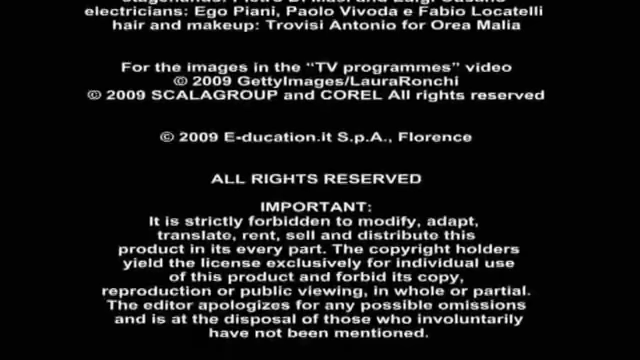 electricians: Ego Piani, Paolo Vivoda e Fabio Locatelli
hair and makeup: Trovisi Antonio for Orea Malia
For the images in the “TV programmes” video
© 2009 GettyImages/LauraRonchi
© 2009 SCALAGROUP and COREL All rights reserved
© 2009 E-ducation.it S.p.A., Florence
ALL RIGHTS RESERVED
IMPORTANT:
It is strictly forbidden to modify, adapt,
translate, rent, sell and distribute this
product in its every part. The copyright holders
yield the license exclusively for individual use
of this product and forbid its copy,
reproduction or public viewing, in whole or partial.
The editor apologizes for any possible omissions
and is at the disposal of those who involuntarily
have not been mentioned.